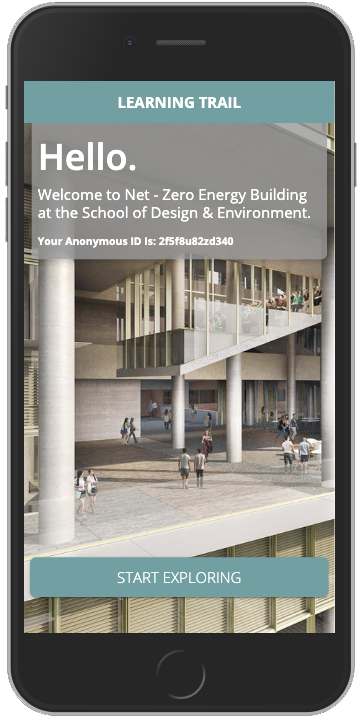 LEARNING TRAIL
Hello.
Welcome to Net - Zero Energy Building
at the School of Design & Environment.
Your Anonymous ID Is: 2f5f8u82zd340
START EXPLORING